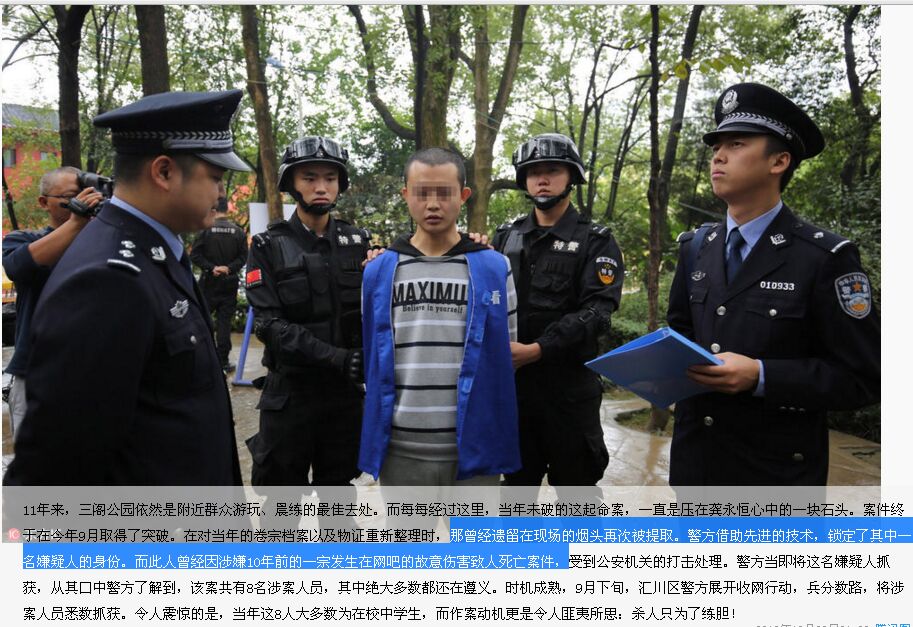 特警
特警
看
MAXIMU
Believe in yourself
010933
11年来，三阁公园依然是附近群众游玩、晨练的最佳去处。而每每经过这里，当年未破的这起命案，一直是压在龚永恒心中的一块石头。案件终
于在今年9月取得了突破。在对当年的卷宗档案以及物证重新整理时，那曾经遗留在现场的烟头再次被提取。警方借助先进的技术，锁定了其中一
名嫌疑人的身份。而此人曾经因涉嫌10年前的一宗发生在网吧的故意伤害致人死亡案件，受到公安机关的打击处理。警方当即将这名嫌疑人抓
获，从其口中警方了解到，该案共有8名涉案人员，其中绝大多数都还在遵义。时机成熟，9月下旬，汇川区警方展开收网行动，兵分数路，将涉
案人员悉数抓获。令人震惊的是，当年这8人大多数为在校中学生，而作案动机更是令人匪夷所思：杀人只为了练胆！